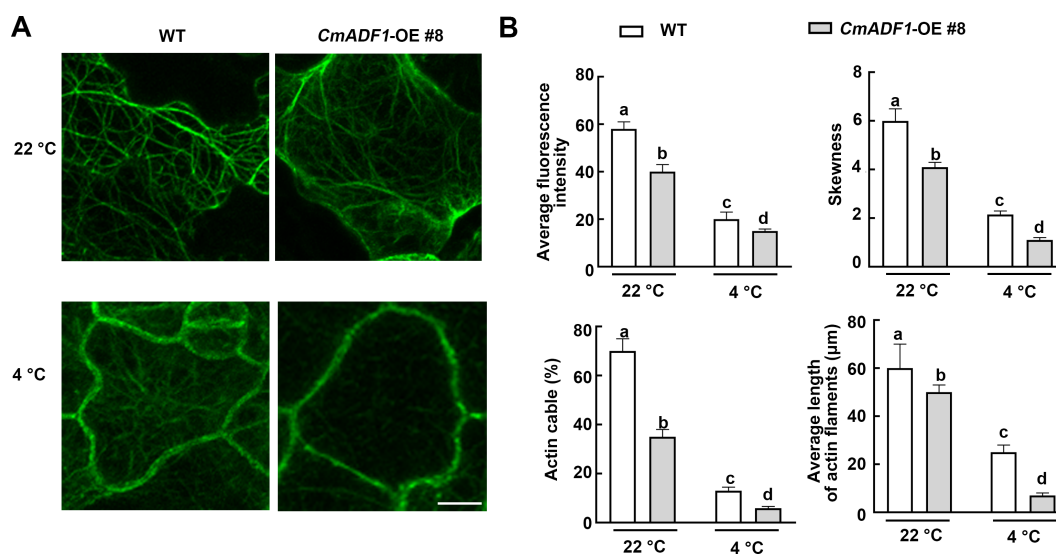 A
WT
CmADF1-OE #8
22 °C
4 °C
B
WT
CmADF1-OE #8
Average fluorescence
intensity
80
60
40
20
0
a
b
c
d
22 °C
4 °C
Skewness
8
6
4
2
0
a
b
c
d
22 °C
4 °C
Actin cable (%)
80
60
40
20
0
a
b
c
d
22 °C
4 °C
Average length
of actin filaments (μm)
80
60
40
20
0
a
b
c
d
22 °C
4 °C